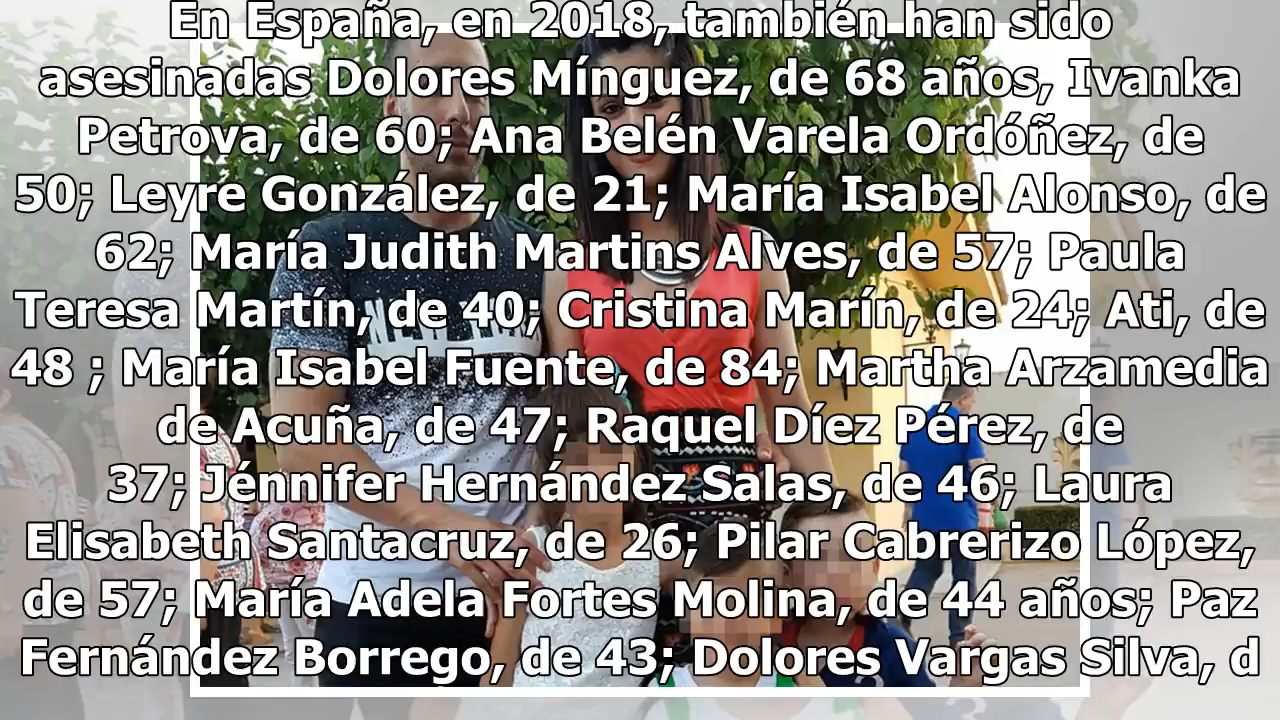 En España, en 2018, también han sido
asesinadas Dolores Mínguez, de 68 años, Ivanka
Petrova, de 60; Ana Belén Varela Ordóñez, de
50; Leyre González, de 21; María Isabel Alonso, de
62; María Judith Martins Alves, de 57; Paula
Teresa Martín, de 40; Cristina Marín, de 24; Ati, de
48 ; María Isabel Fuente, de 84; Martha Arzamedia
de Acuña, de 47; Raquel Díez Pérez, de
37; Jénnifer Hernández Salas, de 46; Laura
Elisabeth Santacruz, de 26; Pilar Cabrerizo López,
de 57; María Adela Fortes Molina, de 44 años; Paz
Fernández Borrego, de 43; Dolores Vargas Silva, d